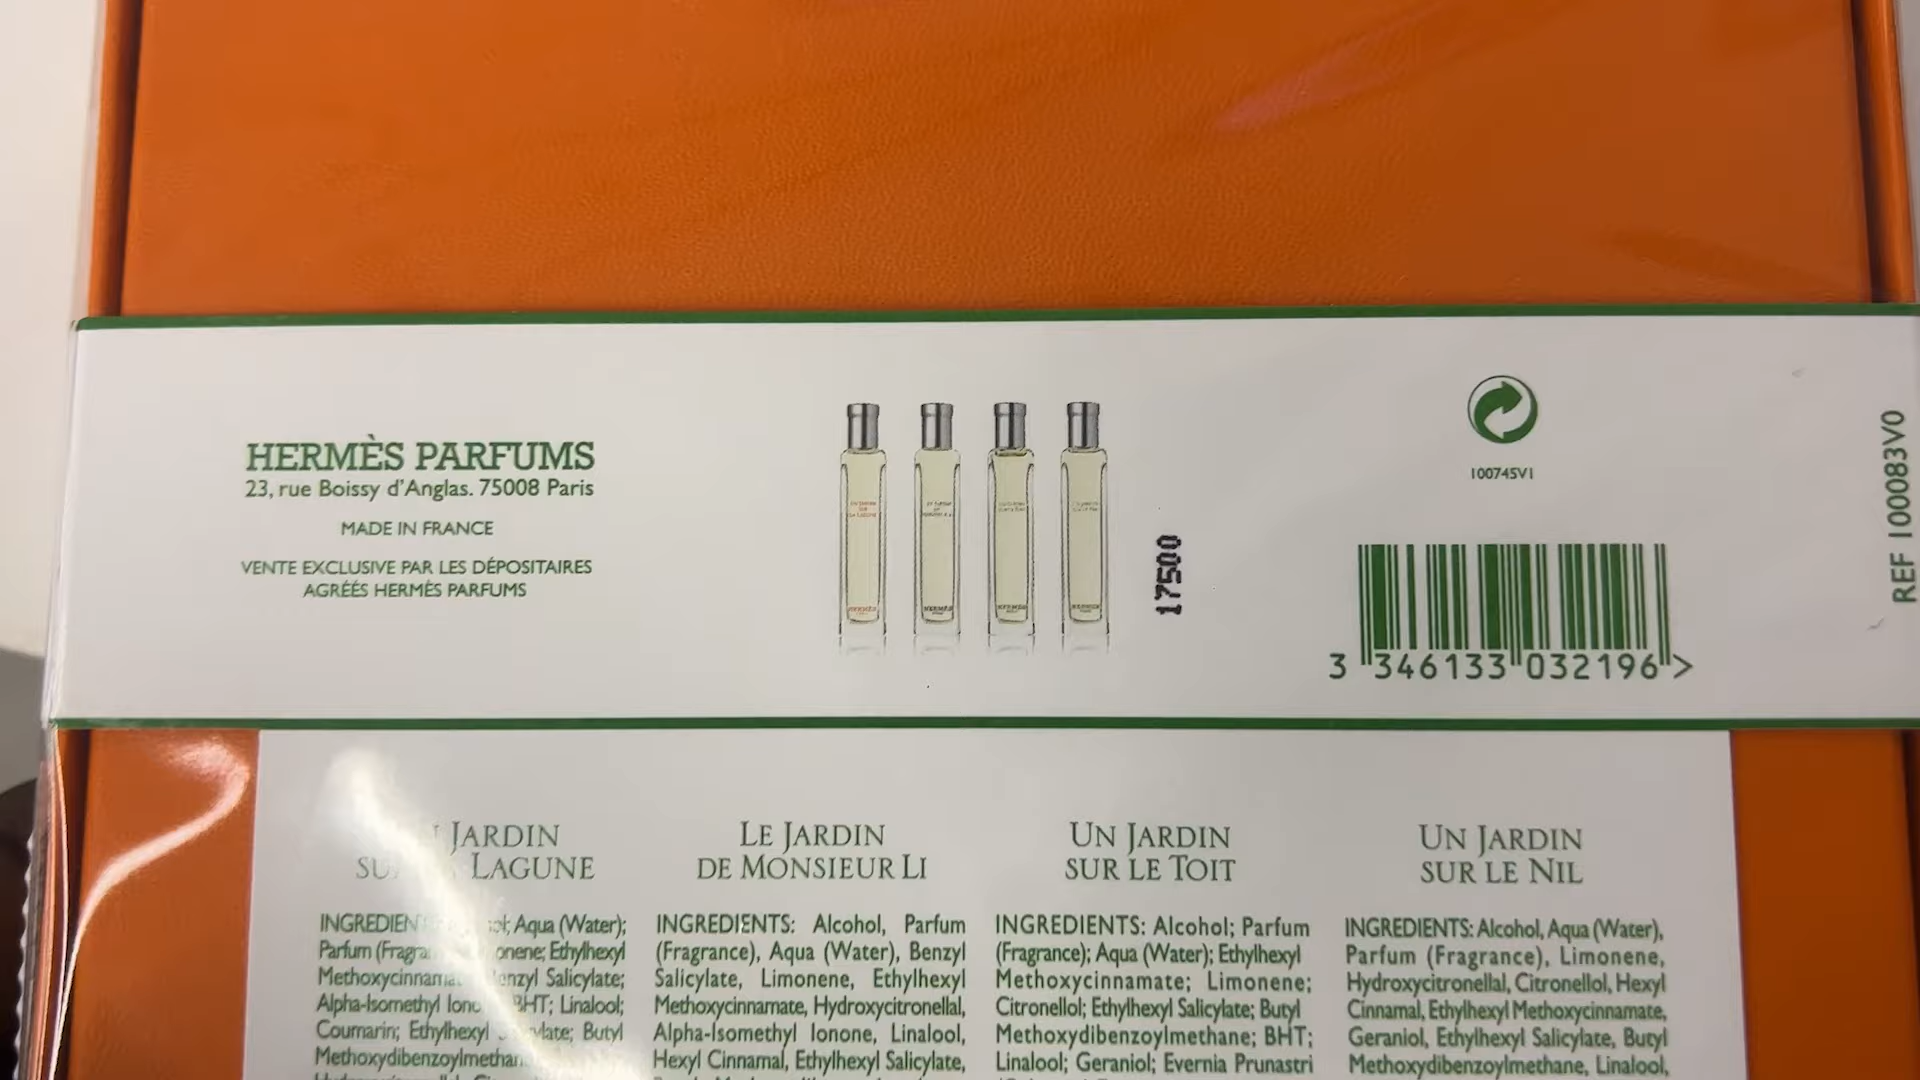 HERMÈS PARFUMS
23, rue Boissy d'Anglas. 75008 Paris
MADE IN FRANCE
VENTE EXCLUSIVE PAR LES DÉPOSITAIRES
AGRÉÉS HERMÈS PARFUMS
17500
100745V1
3 346133 032196 >
REF 100083V0
JARDIN
LAGUNE
Aqua (Water);
Parfum Ethylhexyl
Salicylate;
Alpha-Isomethyl BHT; Linalool;
Coumarin; Ethylhexyl Butyl
LE JARDIN
DE MONSIEUR LI
INGREDIENTS: Alcohol, Parfum
(Fragrance), Aqua (Water), Benzyl
Salicylate, Limonene, Ethylhexyl
Methoxycinnamate, Hydroxycitronellal,
Alpha-Isomethyl Ionone, Linalool,
Hexyl Cinnamal, Ethylhexyl Salicylate,
UN JARDIN
SUR LE TOIT
INGREDIENTS: Alcohol; Parfum
(Fragrance); Aqua (Water); Ethylhexyl
Methoxycinnamate; Limonene;
Citronellol; Ethylhexyl Salicylate; Butyl
Methoxydibenzoylmethane; BHT;
Linalool; Geraniol; Evernia Prunastri
UN JARDIN
SUR LE NIL
INGREDIENTS: Alcohol, Aqua (Water),
Parfum (Fragrance), Limonene,
Hydroxycitronellal, Citronellol, Hexyl
Cinnamal, Ethylhexyl Methoxycinnamate,
Geraniol, Ethylhexyl Salicylate, Butyl
Methoxydibenzoylmethane, Linalool,